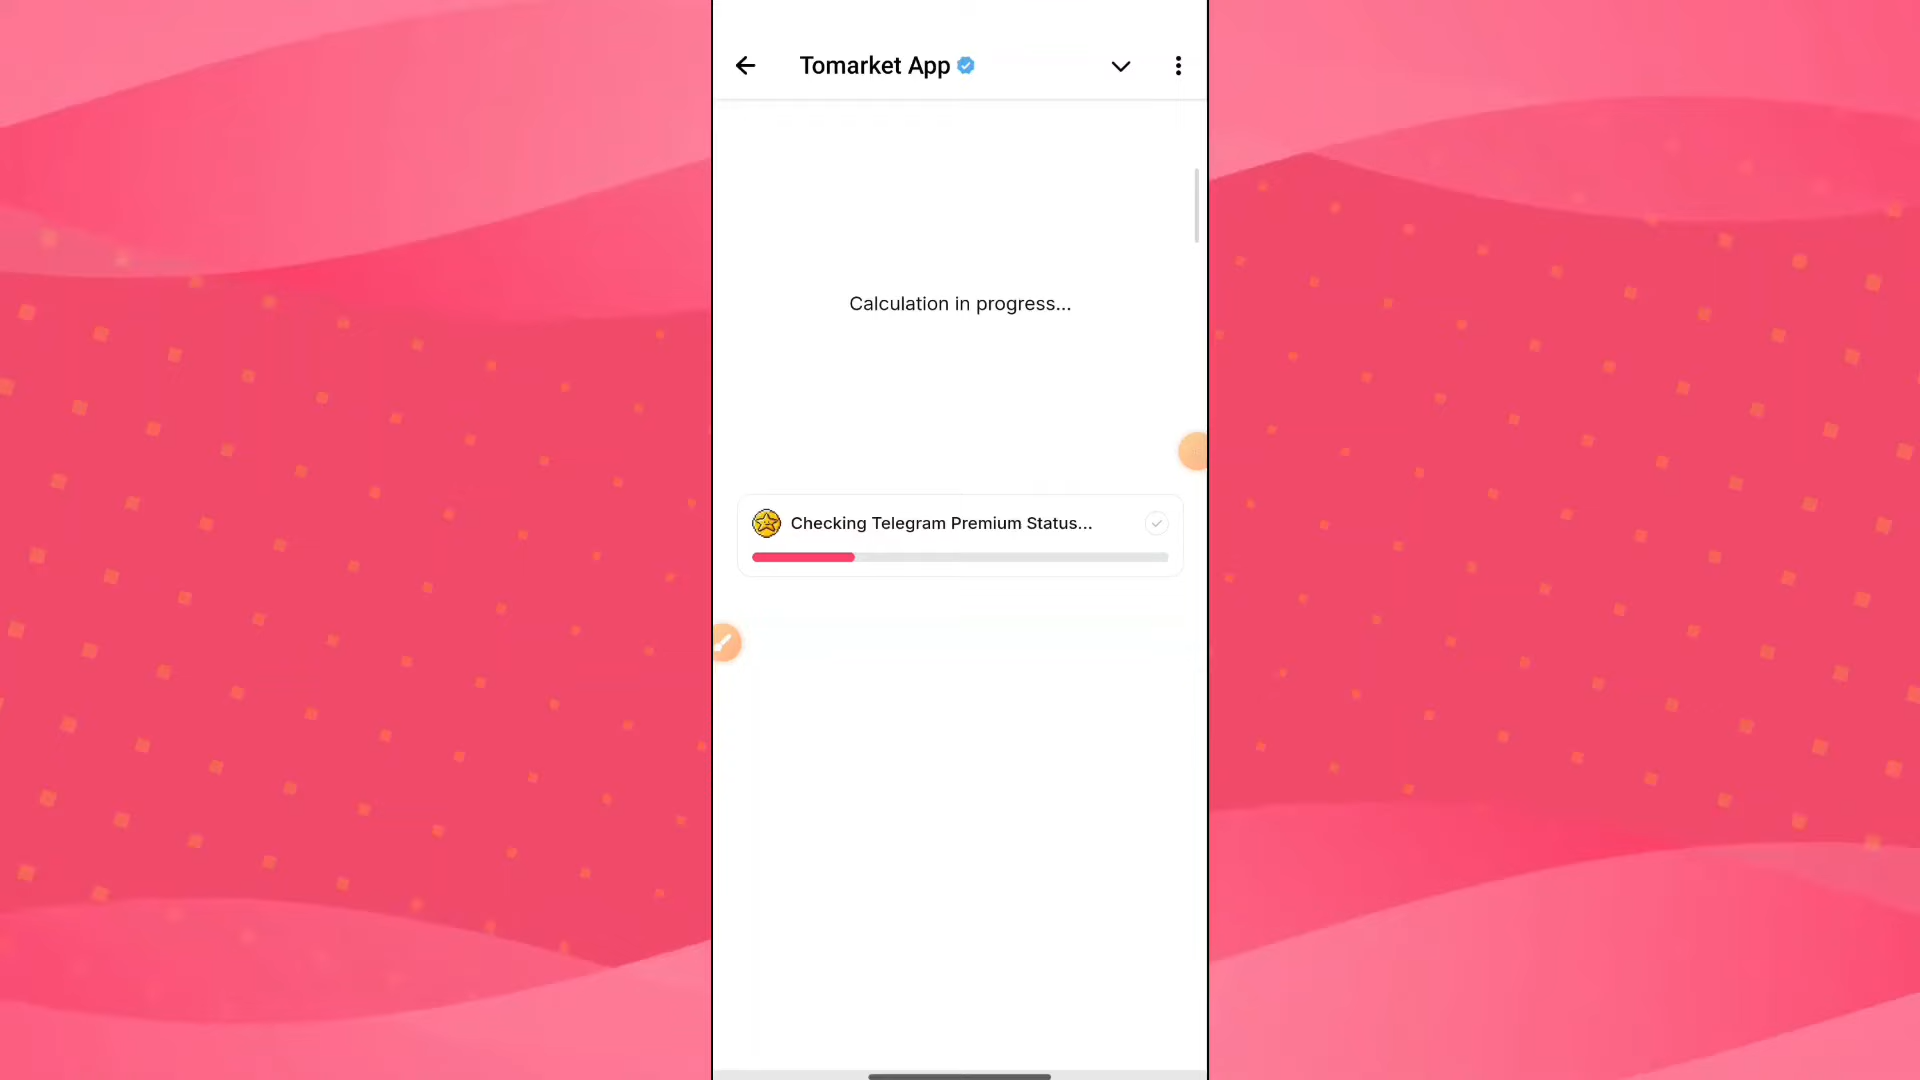 Tomarket App
Calculation in progress...
Checking Telegram Premium Status...